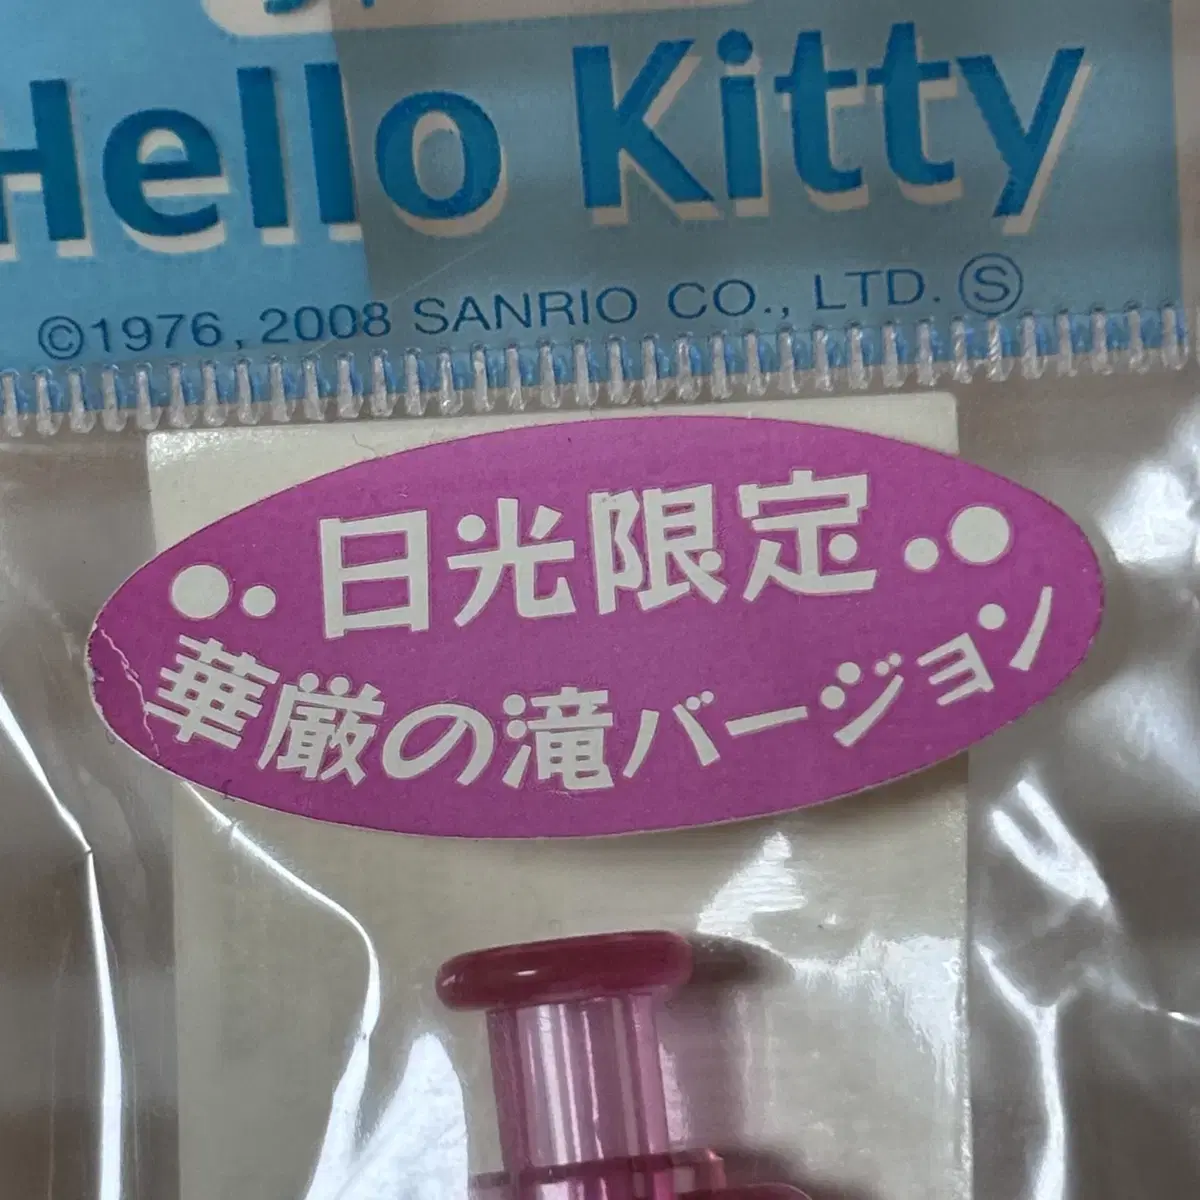 Hello Kitty
©1976, 2008 SANRIO CO., LTD. Ⓢ
日光限定
華厳の滝バージョン